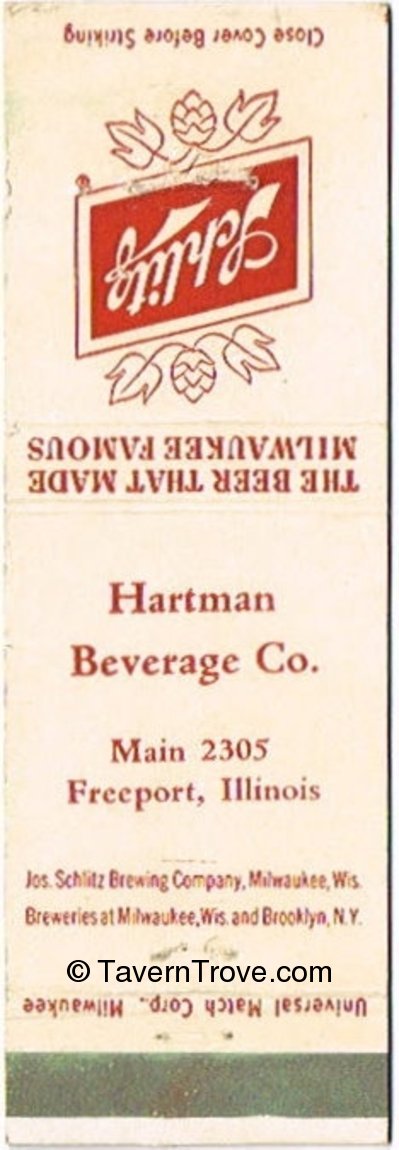 Close Cover Before Striking
Schlitz
THE BEER THAT MADE
MILWAUKEE FAMOUS
Hartman
Beverage Co.
Main 2305
Freeport, Illinois
Jos. Schlitz Brewing Company, Milwaukee, Wis.
Breweries at Milwaukee, Wis. and Brooklyn, N.Y.
© TavernTrove.com
Universal Match Corp., Milwaukee